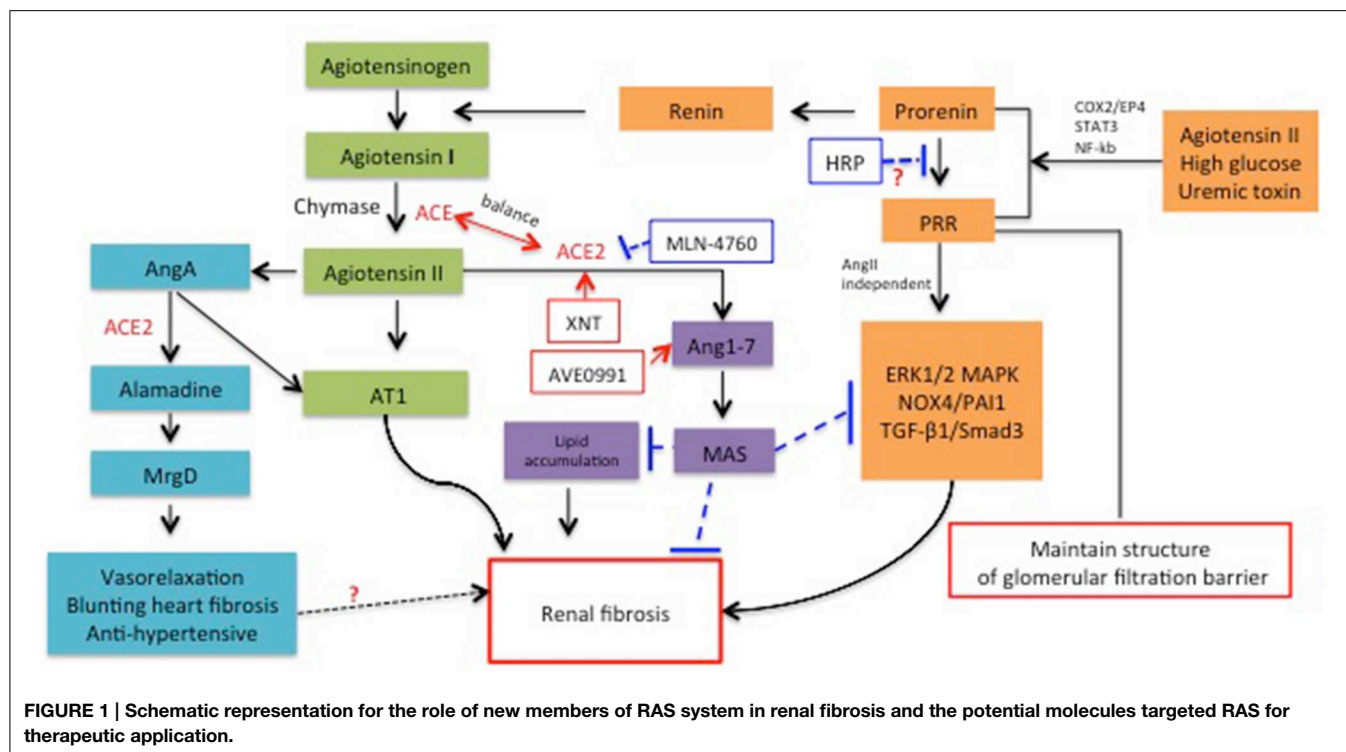 Agiotensinogen
Renin
Prorenin
COX2/EP4
STAT3
NF-kb
Agiotensin II
High glucose
Uremic toxin
Agiotensin I
HRP
?
Chymase
ACE
balance
ACE2
MLN-4760
PRR
AngA
Agiotensin II
AngII
independent
ACE2
XNT
Ang1-7
AVE0991
Alamadine
AT1
ERK1/2 MAPK
NOX4/PAI1
TGF-β1/Smad3
Lipid
accumulation
MAS
MrgD
Maintain structure
of glomerular filtration barrier
Vasorelaxation
Blunting heart fibrosis
Anti-hypertensive
?
Renal fibrosis
FIGURE 1 | Schematic representation for the role of new members of RAS system in renal fibrosis and the potential molecules targeted RAS for
therapeutic application.